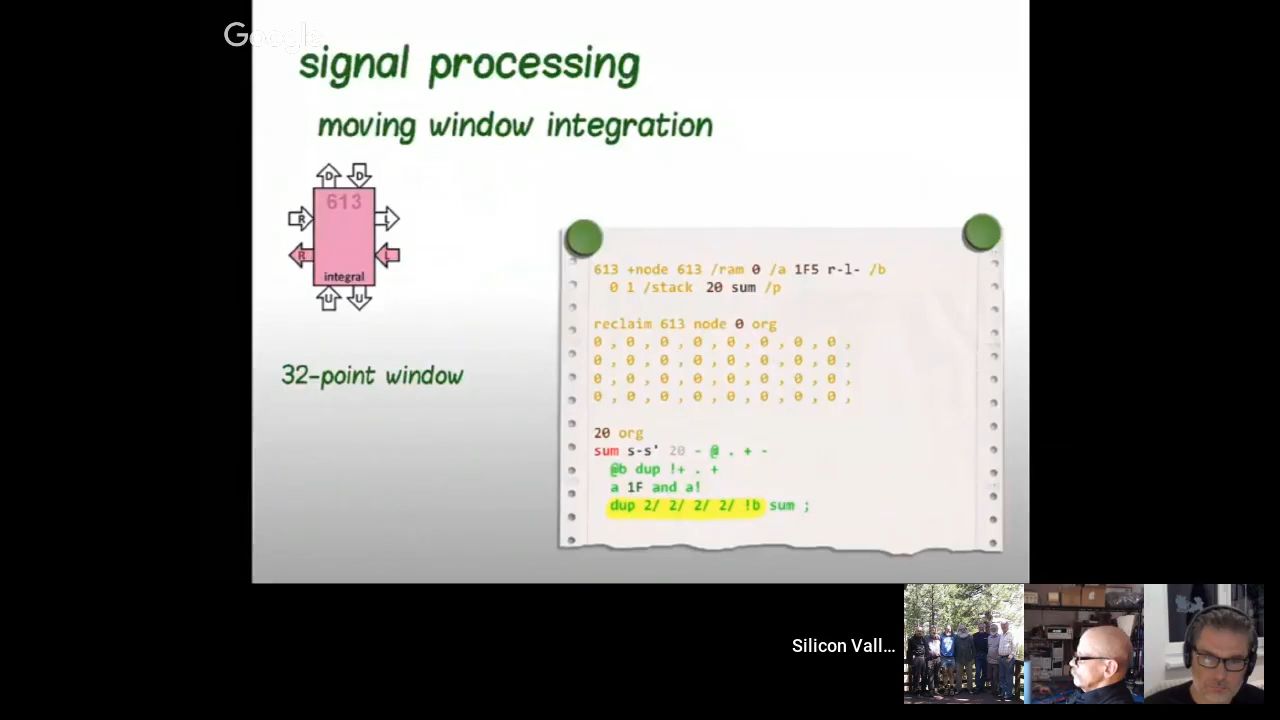 Google
signal processing
moving window integration
D D
613
R L
R L
integral
U U
32-point window
613 +node 613 /ram 0 /a 1F5 r-l- /b
0 1 /stack 20 sum /p
reclaim 613 node 0 org
0 , 0 , 0 , 0 , 0 , 0 , 0 , 0 ,
0 , 0 , 0 , 0 , 0 , 0 , 0 , 0 ,
0 , 0 , 0 , 0 , 0 , 0 , 0 , 0 ,
0 , 0 , 0 , 0 , 0 , 0 , 0 , 0 ,
20 org
sum s-s' 20 - @ . + -
@b dup !+ . +
a 1F and a!
dup 2/ 2/ 2/ 2/ !b sum ;
Silicon Vall...